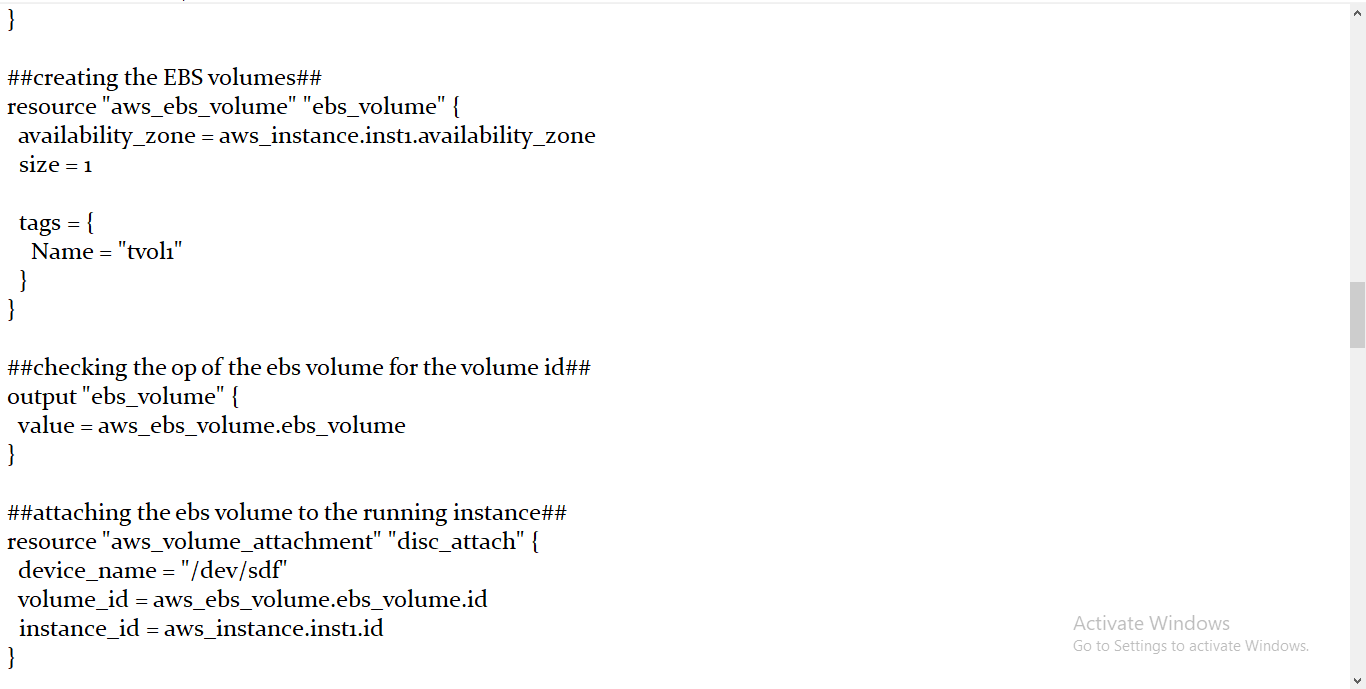 }
##creating the EBS volumes##
resource "aws_ebs_volume" "ebs_volume" {
  availability_zone = aws_instance.inst1.availability_zone
  size = 1
  tags = {
    Name = "tvol1"
  }
}
##checking the op of the ebs volume for the volume id##
output "ebs_volume" {
  value = aws_ebs_volume.ebs_volume
}
##attaching the ebs volume to the running instance##
resource "aws_volume_attachment" "disc_attach" {
  device_name = "/dev/sdf"
  volume_id = aws_ebs_volume.ebs_volume.id
  instance_id = aws_instance.inst1.id
}
Activate Windows
Go to Settings to activate Windows.